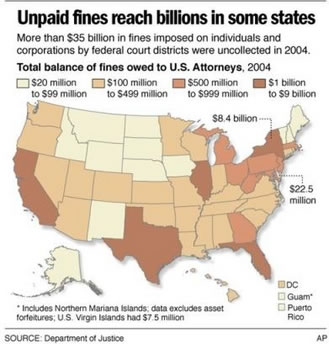 Unpaid fines reach billions in some states
More than $35 billion in fines imposed on individuals and
corporations by federal court districts were uncollected in 2004.
Total balance of fines owed to U.S. Attorneys, 2004
$20 million to $99 million
$100 million to $499 million
$500 million to $999 million
$1 billion to $9 billion
$8.4 billion
$22.5 million
DC
Guam*
Puerto Rico
* Includes Northern Mariana Islands; data excludes asset
forfeitures; U.S. Virgin Islands had $7.5 million
SOURCE: Department of Justice
AP